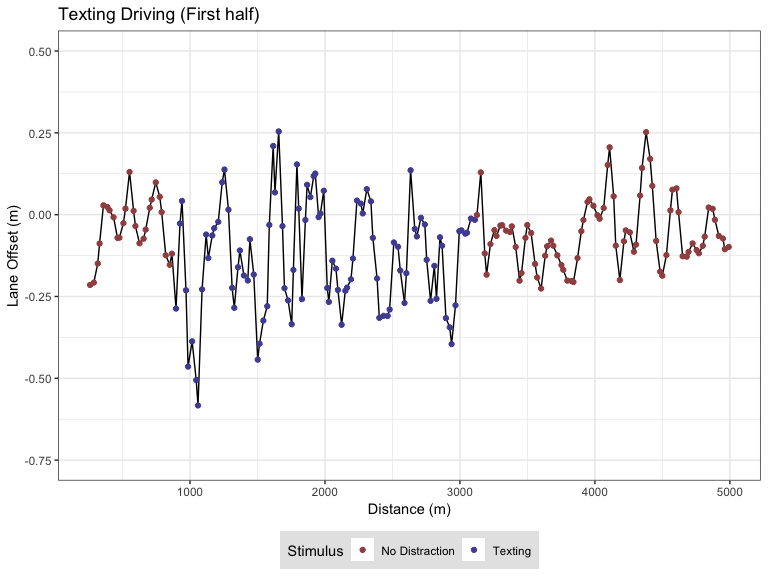 Texting Driving (First half)
0.50
0.25
0.00
-0.25
-0.50
-0.75
Lane Offset (m)
1000 2000 3000 4000 5000
Distance (m)
Stimulus No Distraction Texting